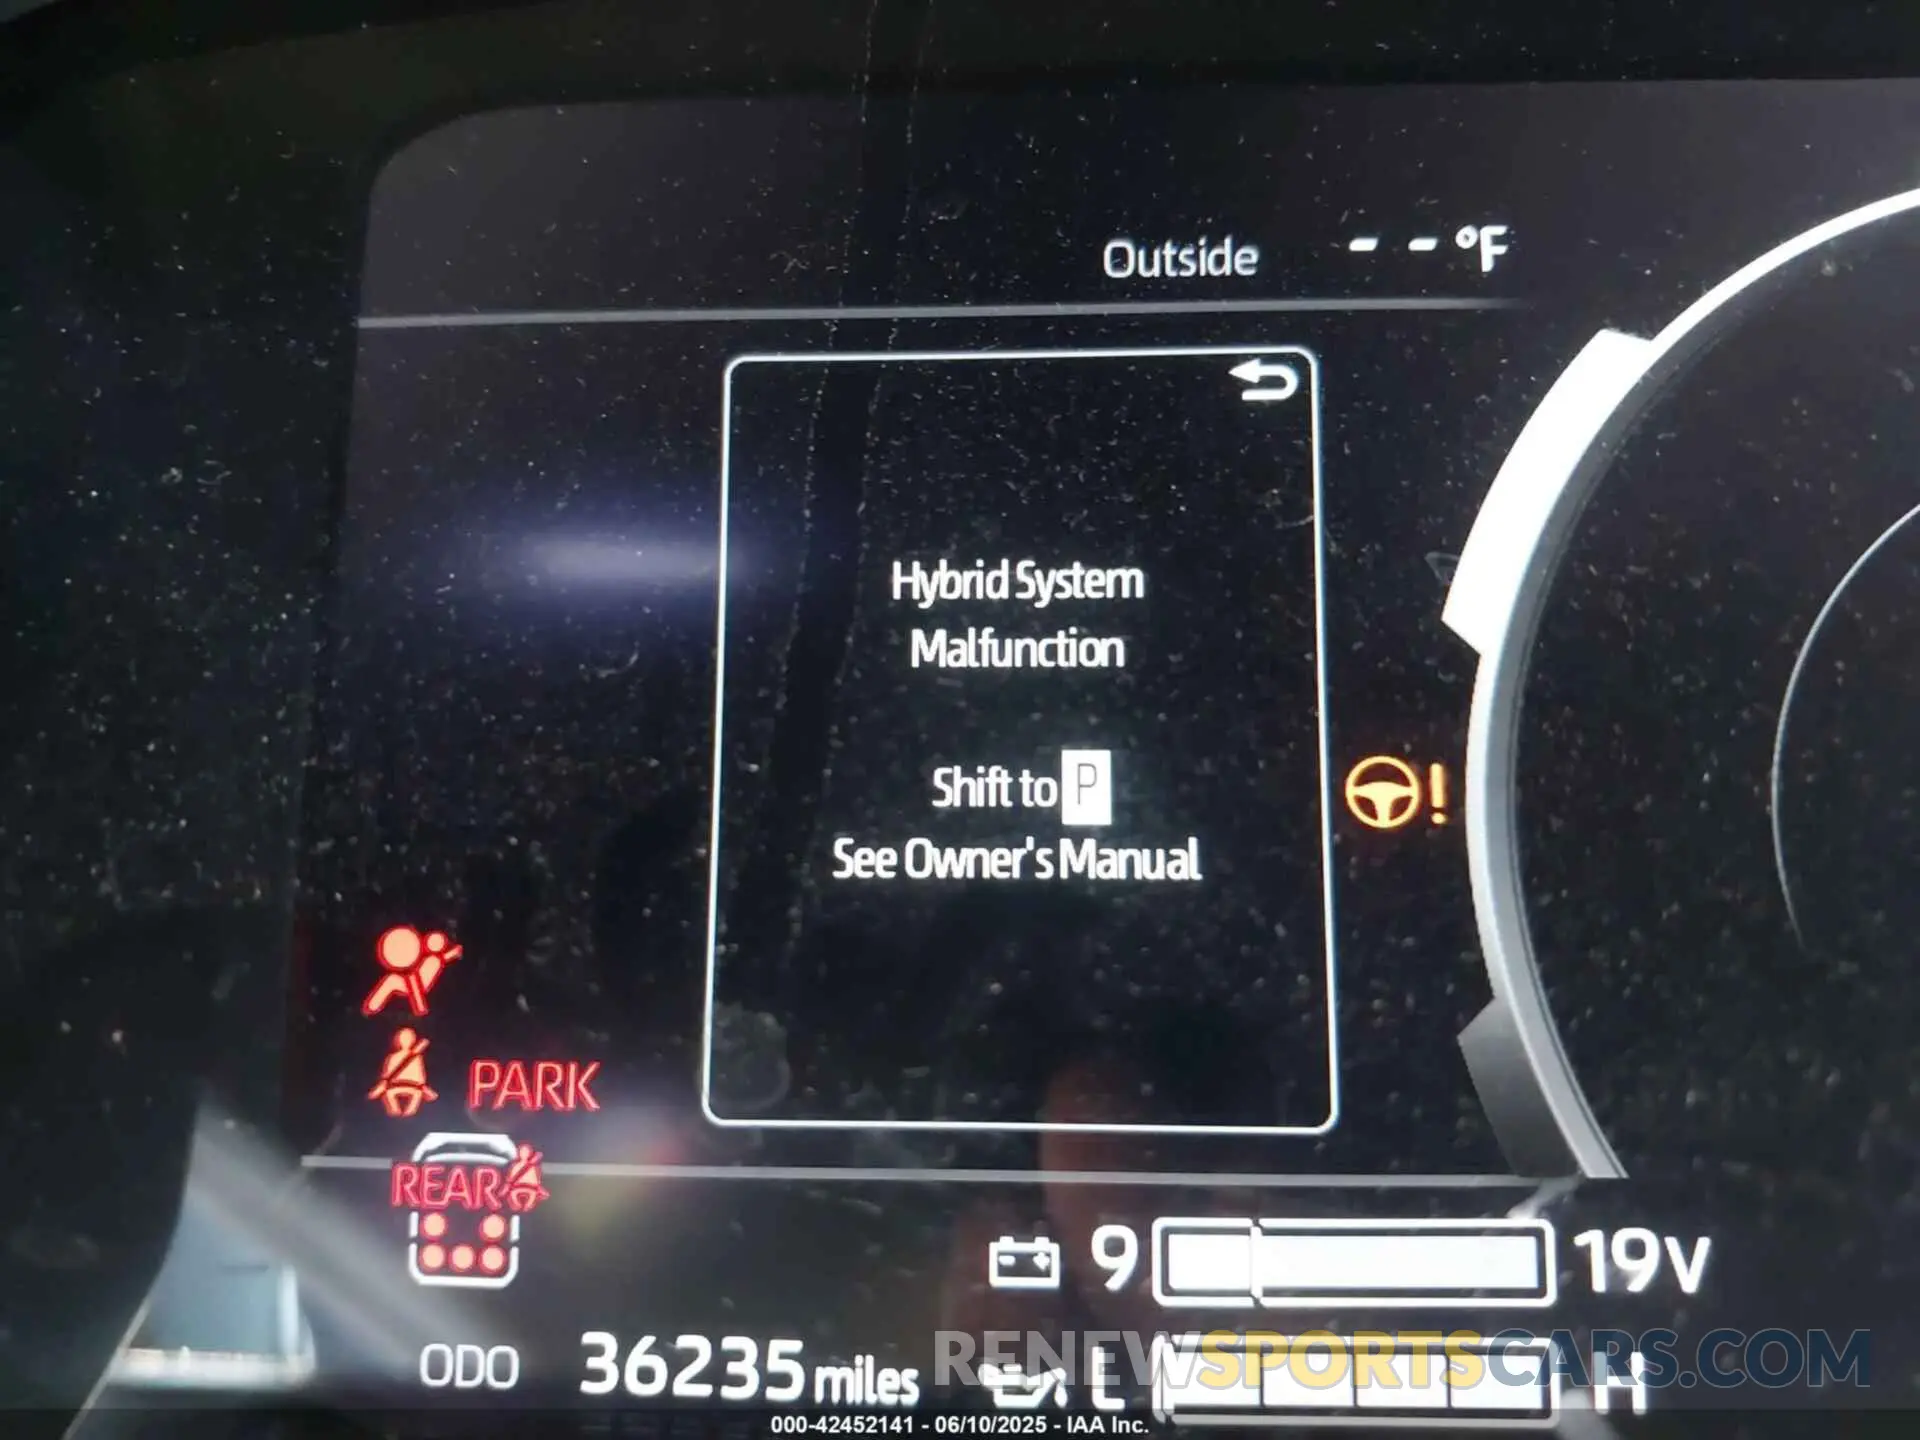 Outside -- °F
Hybrid System
Malfunction
Shift to P
See Owner's Manual
PARK
REAR
9 19V
ODO 36235 miles L H
RENEWSPORTSCARS.COM
000-42452141 - 06/10/2025 - IAA Inc.